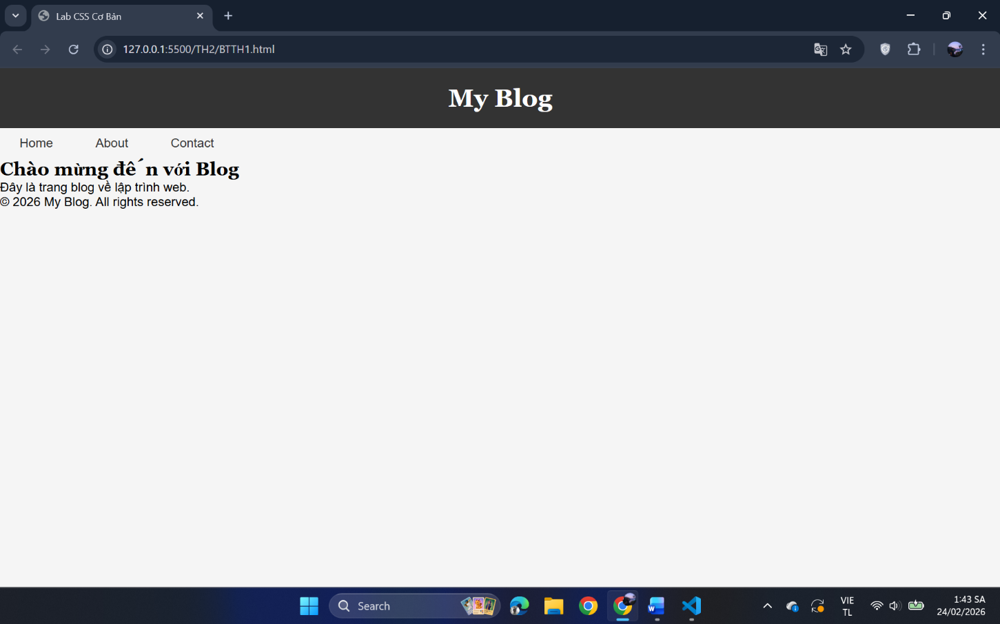 Lab CSS Cơ Bản
127.0.0.1:5500/TH2/BTTH1.html
My Blog
Home About Contact
Chào mừng đến với Blog
Đây là trang blog về lập trình web.
© 2026 My Blog. All rights reserved.
Search
VIE
TL
1:43 SA
24/02/2026